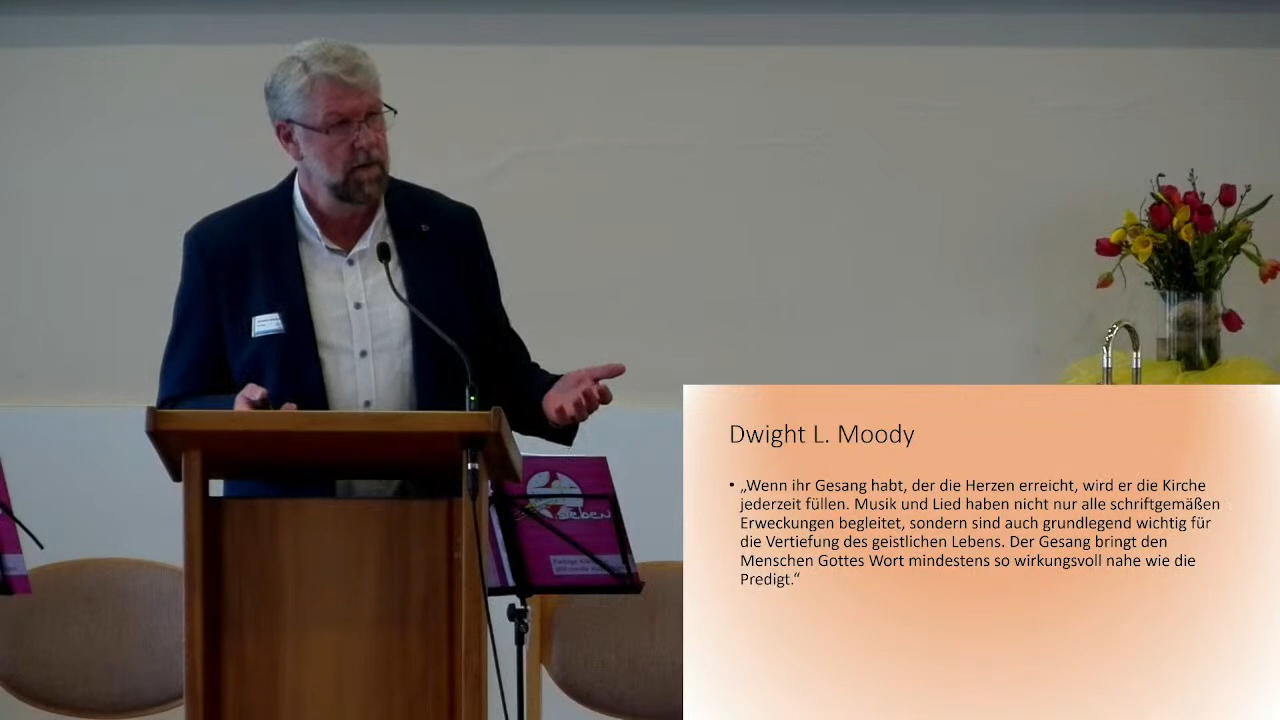 sieben
Dwight L. Moody
• „Wenn ihr Gesang habt, der die Herzen erreicht, wird er die Kirche
jederzeit füllen. Musik und Lied haben nicht nur alle schriftgemäßen
Erweckungen begleitet, sondern sind auch grundlegend wichtig für
die Vertiefung des geistlichen Lebens. Der Gesang bringt den
Menschen Gottes Wort mindestens so wirkungsvoll nahe wie die
Predigt.“